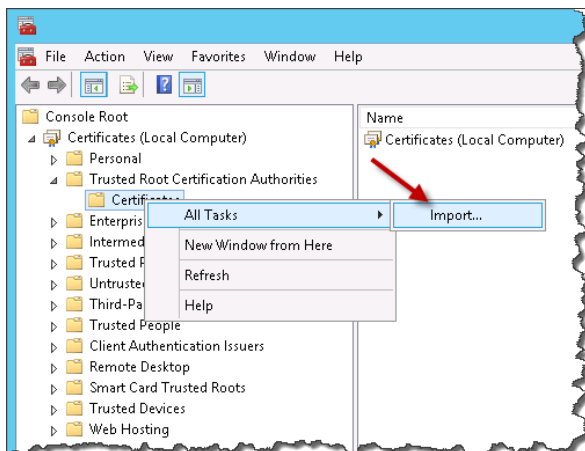 File Action View Favorites Window Help
Console Root
Name
Certificates (Local Computer)
Certificates (Local Computer)
Personal
Trusted Root Certification Authorities
All Tasks
Import...
New Window from Here
Refresh
Help
Trusted People
Client Authentication Issuers
Remote Desktop
Smart Card Trusted Roots
Trusted Devices
Web Hosting